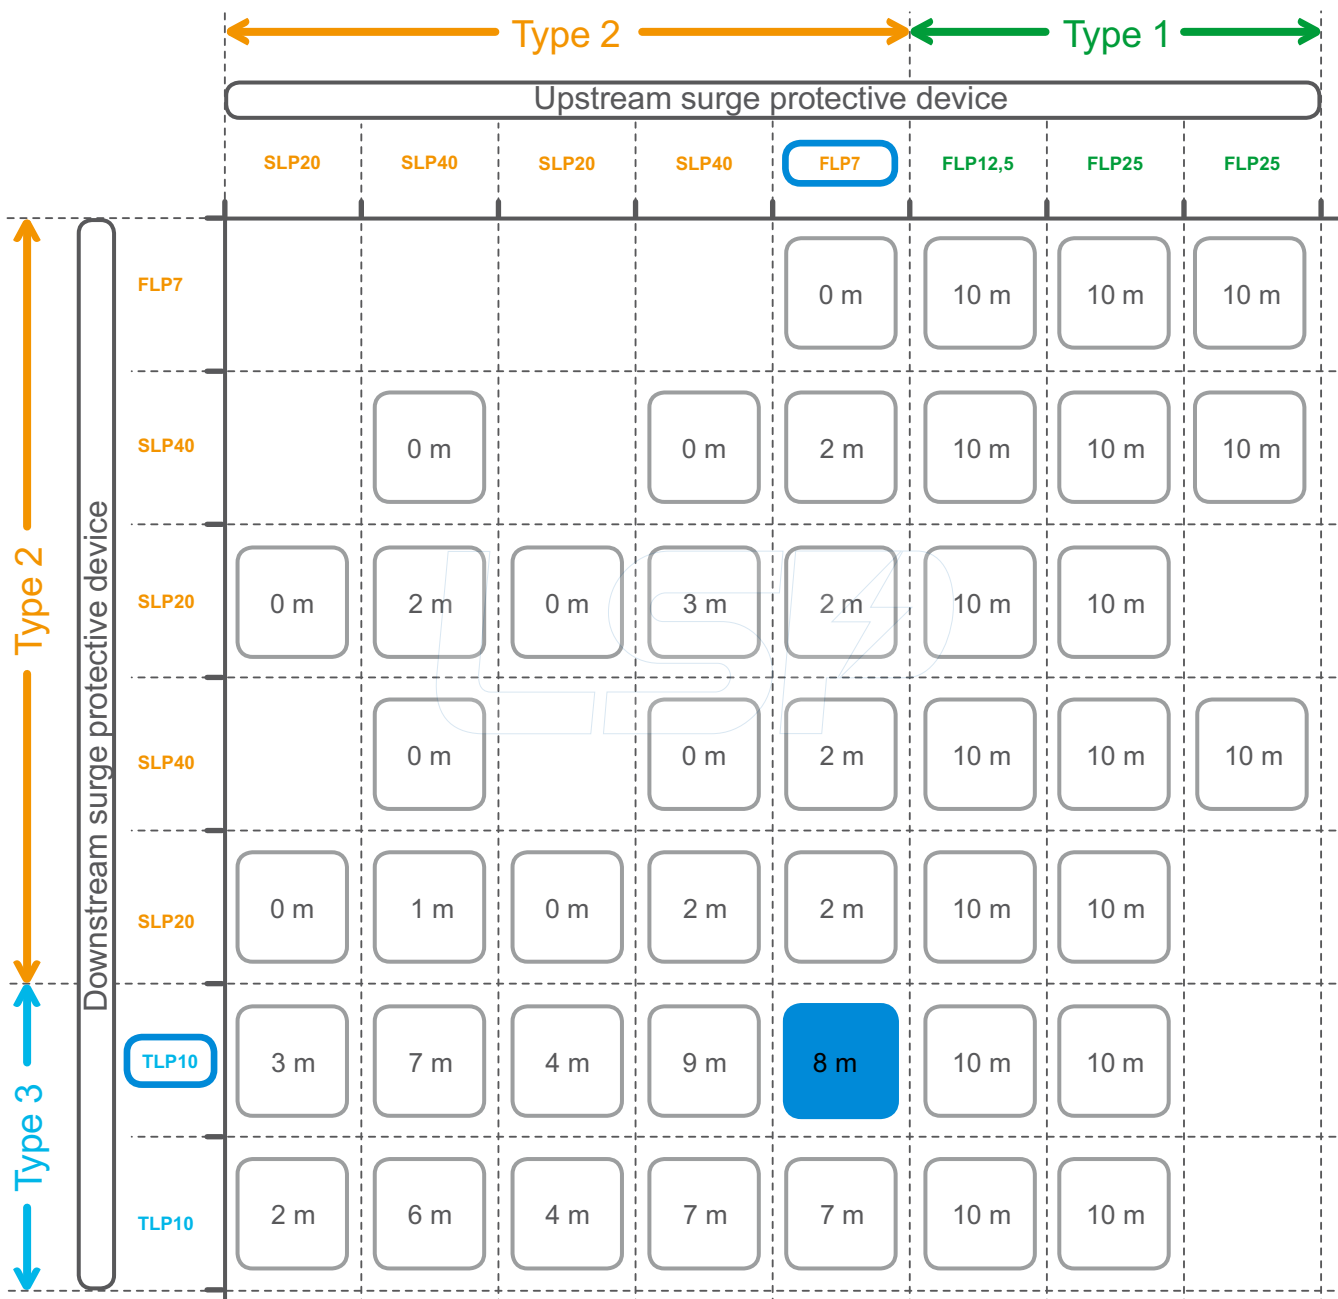 Type 2 Type 1
Upstream surge protective device
SLP20 SLP40 SLP20 SLP40 FLP7 FLP12,5 FLP25 FLP25
Type 2
Downstream surge protective device
FLP7 0 m 10 m 10 m 10 m
SLP40 0 m 0 m 2 m 10 m 10 m 10 m
SLP20 0 m 2 m 0 m 3 m 2 m 10 m 10 m
LSP
SLP40 0 m 0 m 2 m 10 m 10 m 10 m
SLP20 0 m 1 m 0 m 2 m 2 m 10 m 10 m
Type 3
TLP10 3 m 7 m 4 m 9 m 8 m 10 m 10 m
TLP10 2 m 6 m 4 m 7 m 7 m 10 m 10 m